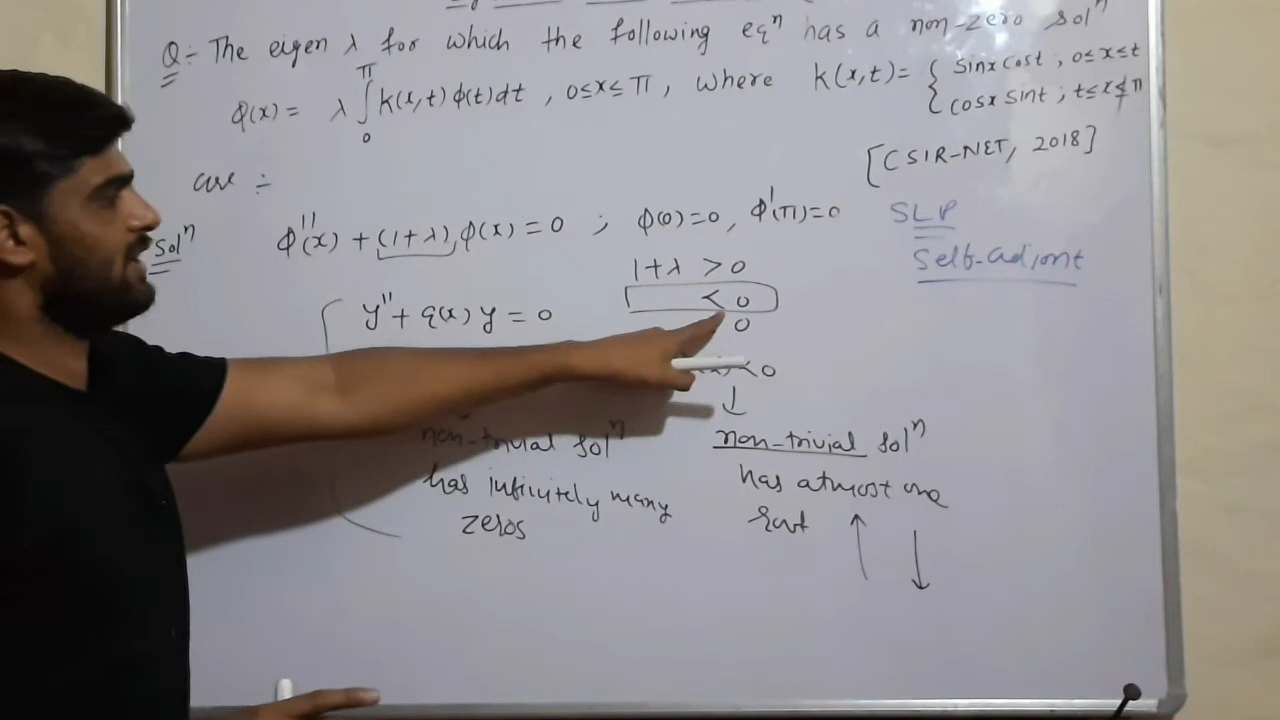 Q:- The eigen λ for which the following eqⁿ has a non-zero solⁿ
φ(x) = λ ∫₀^π k(x,t) φ(t)dt , 0≤x≤π, where k(x,t)= { sinx cost , 0≤x≤t
cosx sint ; t≤x≤π
[CSIR-NET, 2018]
are :-
Solⁿ φ''(x) + (1+λ) φ(x) = 0 ; φ(0)=0, φ'(π)=0
SLP
Self-adjont
1+λ >0
<0
0
y'' + q(x) y = 0
<0
↓
non-trivial solⁿ
has infinitely many
zeros
non-trivial solⁿ
has atmost one
↑ ↓